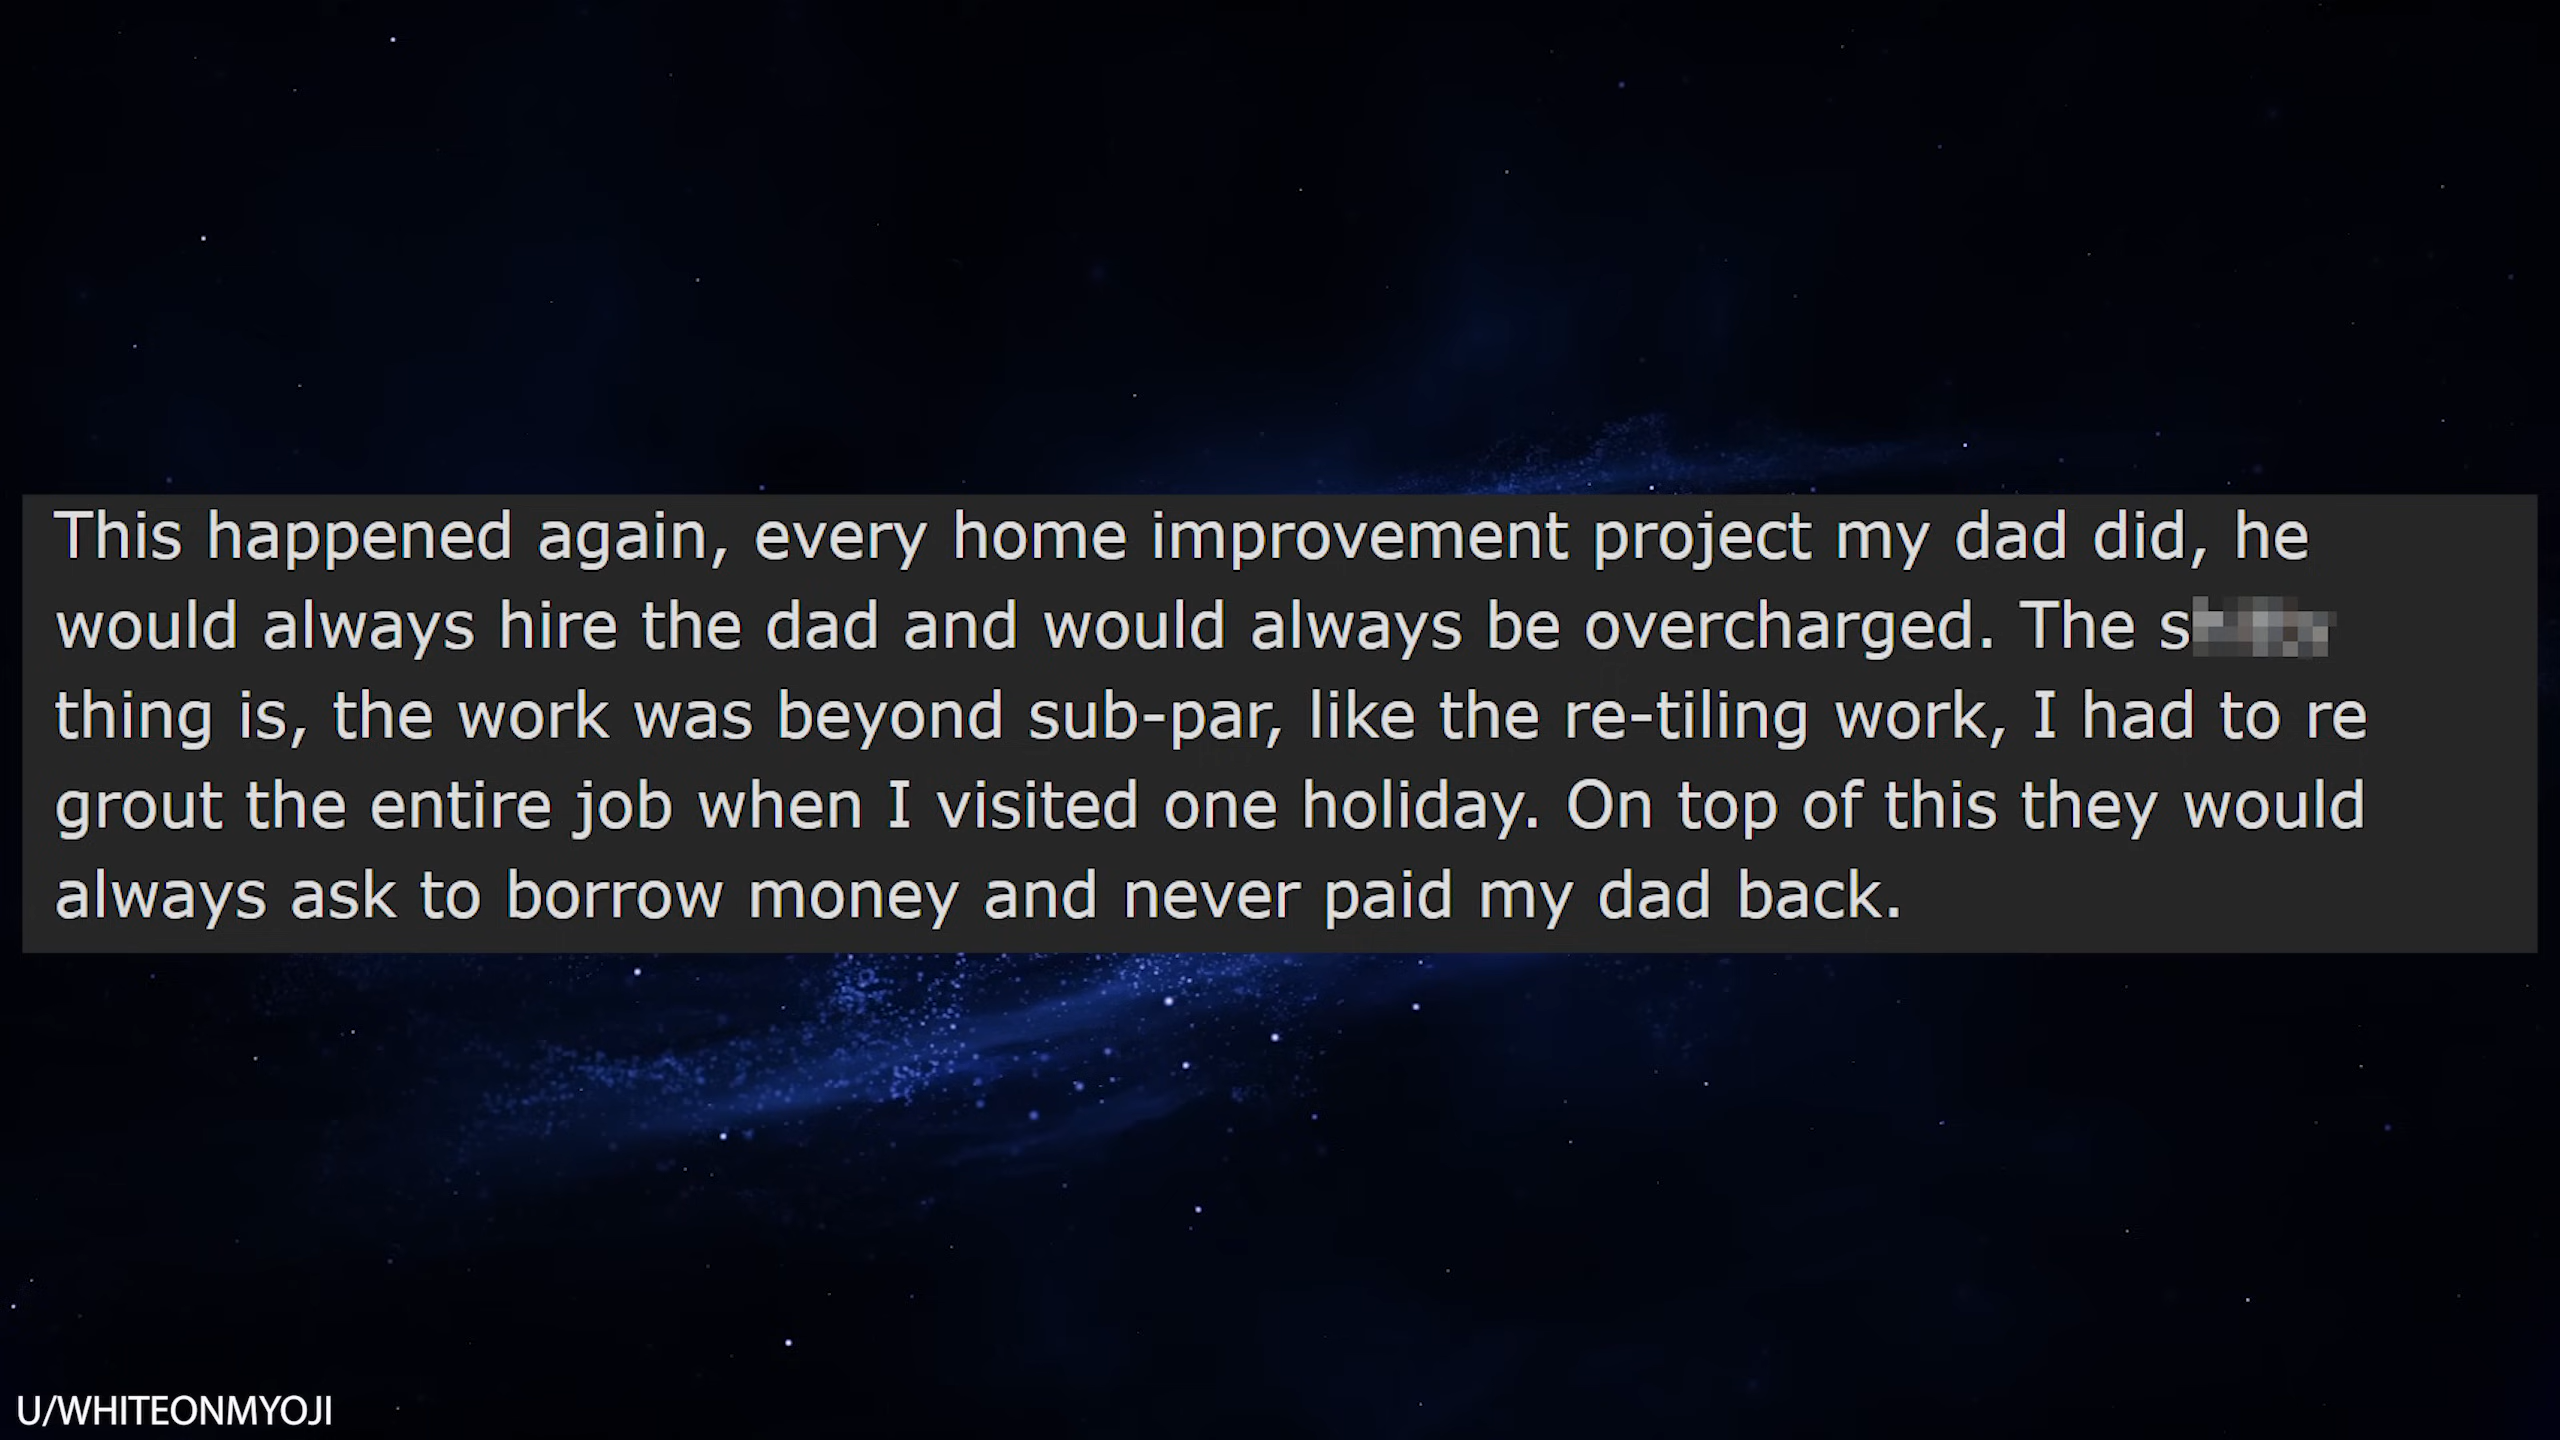 This happened again, every home improvement project my dad did, he
would always hire the dad and would always be overcharged. The s
thing is, the work was beyond sub-par, like the re-tiling work, I had to re
grout the entire job when I visited one holiday. On top of this they would
always ask to borrow money and never paid my dad back.
U/WHITEONMYOJI